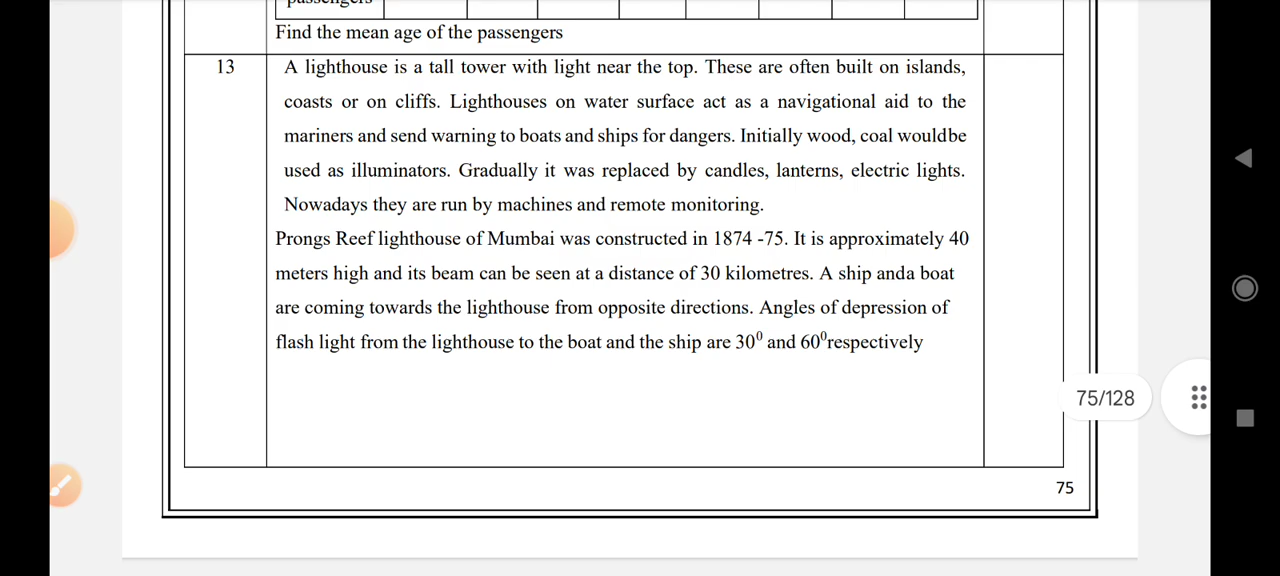 passengers
Find the mean age of the passengers
13
A lighthouse is a tall tower with light near the top. These are often built on islands,
coasts or on cliffs. Lighthouses on water surface act as a navigational aid to the
mariners and send warning to boats and ships for dangers. Initially wood, coal wouldbe
used as illuminators. Gradually it was replaced by candles, lanterns, electric lights.
Nowadays they are run by machines and remote monitoring.
Prongs Reef lighthouse of Mumbai was constructed in 1874 -75. It is approximately 40
meters high and its beam can be seen at a distance of 30 kilometres. A ship anda boat
are coming towards the lighthouse from opposite directions. Angles of depression of
flash light from the lighthouse to the boat and the ship are 30⁰ and 60⁰respectively
75/128
75